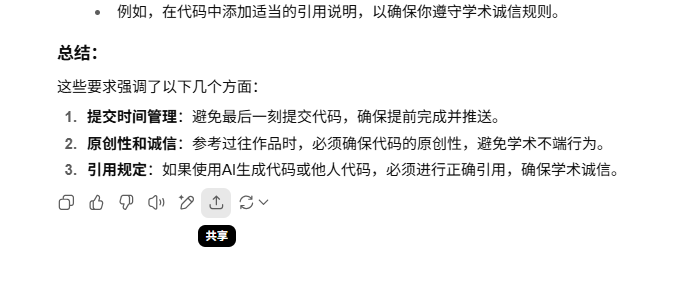 例如，在代码中添加适当的引用说明，以确保你遵守学术诚信规则。
总结：
这些要求强调了以下几个方面：
1. 提交时间管理：避免最后一刻提交代码，确保提前完成并推送。
2. 原创性和诚信：参考过往作品时，必须确保代码的原创性，避免学术不端行为。
3. 引用规定：如果使用AI生成代码或他人代码，必须进行正确引用，确保学术诚信。
共享